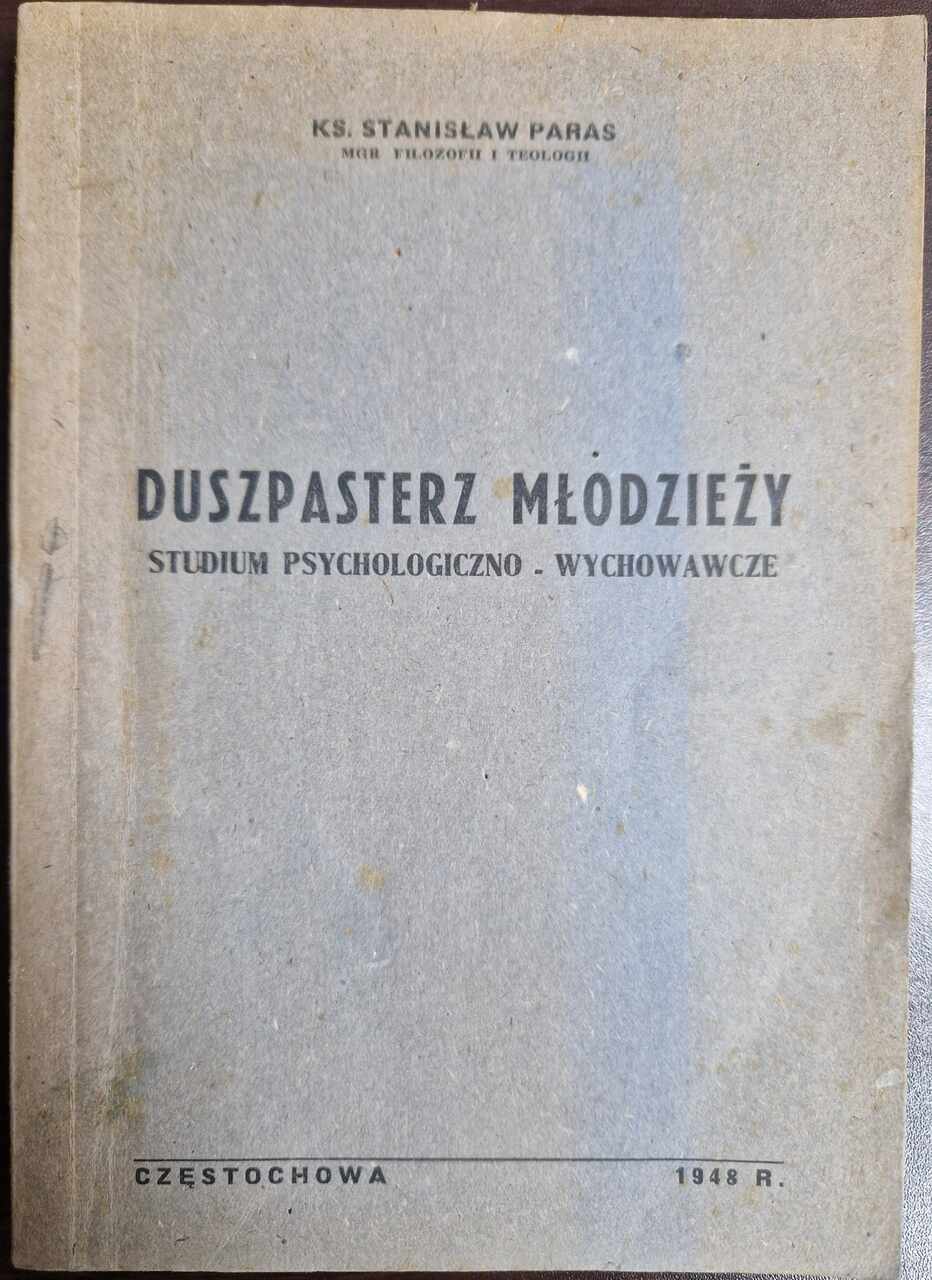 KS. STANISŁAW PARAS
MGR FILOZOFII I TEOLOGII
DUSZPASTERZ MŁODZIEŻY
STUDIUM PSYCHOLOGICZNO - WYCHOWAWCZE
CZĘSTOCHOWA 1948 R.